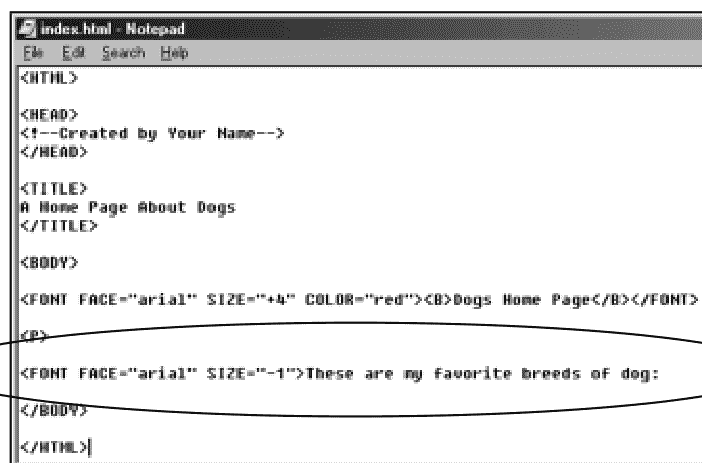 index.html - Notepad
File Edit Search Help
<HTML>
<HEAD>
<!--Created by Your Name-->
</HEAD>
<TITLE>
A Home Page About Dogs
</TITLE>
<BODY>
<FONT FACE="arial" SIZE="+4" COLOR="red"><B>Dogs Home Page</B></FONT>
<P>
<FONT FACE="arial" SIZE="-1">These are my favorite breeds of dog:
</BODY>
</HTML>